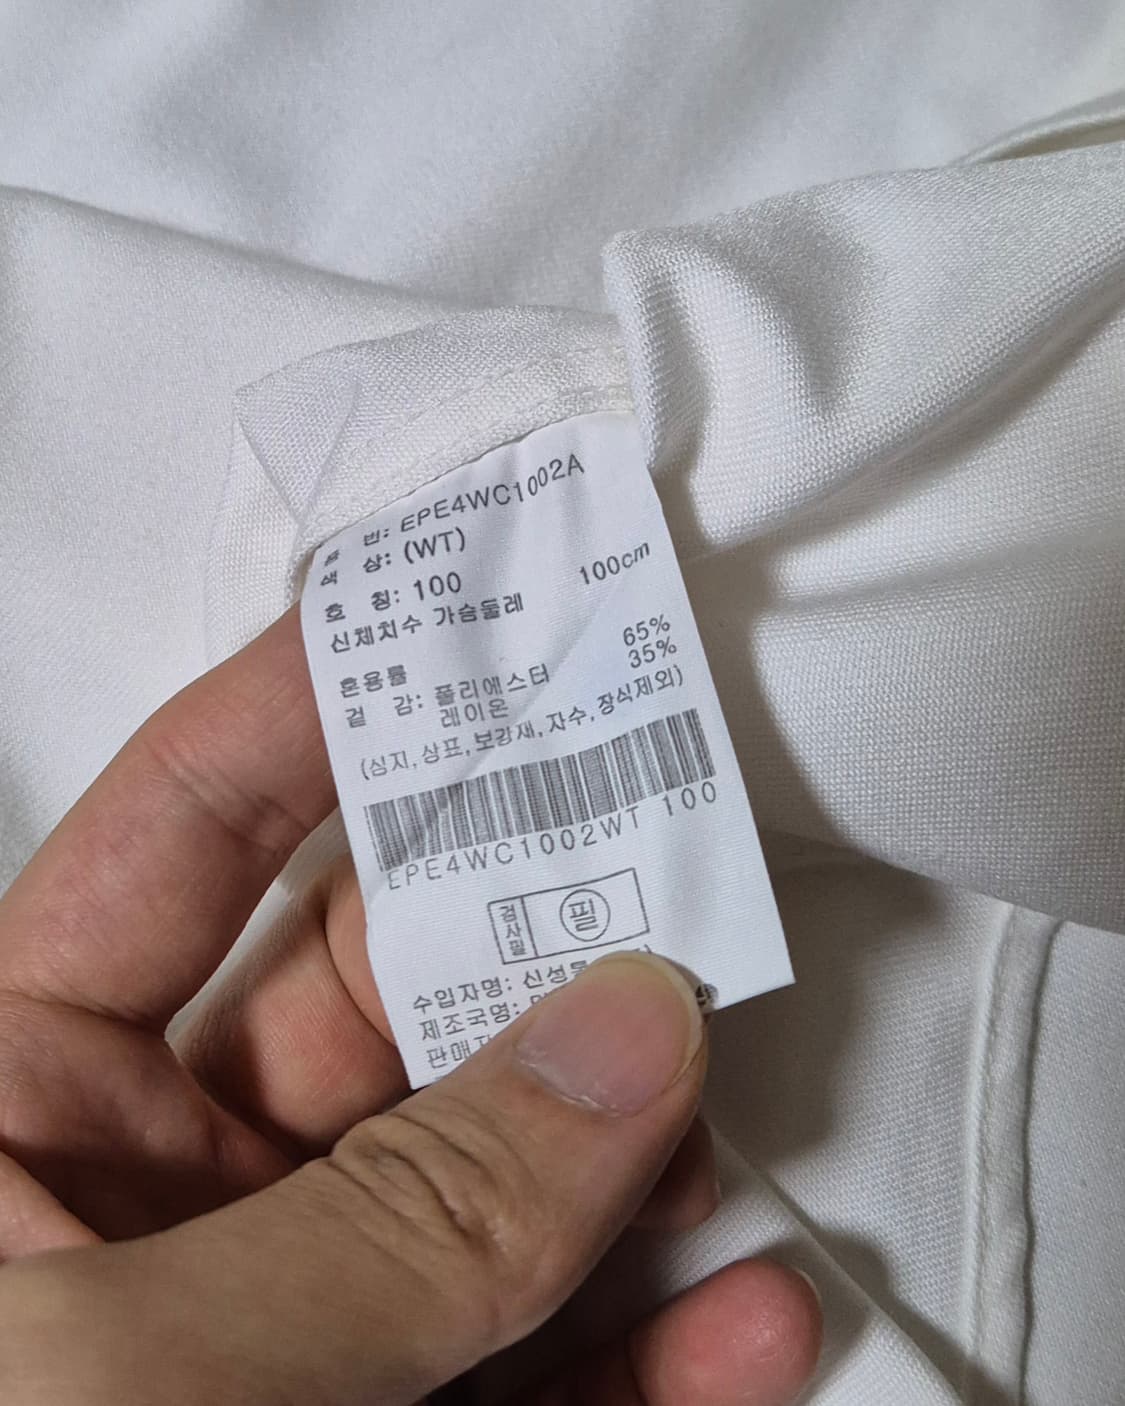 품 번: EPE4WC1002A
색 상: (WT)
호 칭: 100
신체치수 가슴둘레 100cm
혼용률
겉 감: 폴리에스터 65%
레이온 35%
(심지,상표,보강재,자수,장식제외)
EPE4WC1002WT 100
검사필 필
수입자명: 신성
제조국명: